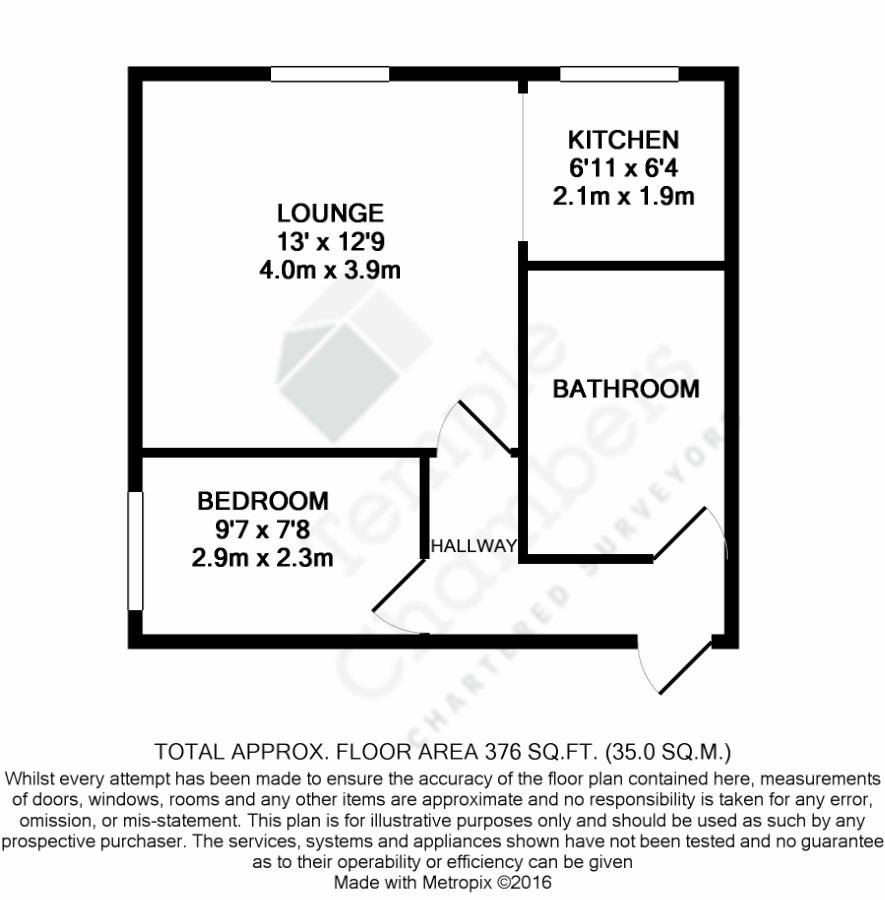 KITCHEN
6'11 x 6'4
2.1m x 1.9m
LOUNGE
13' x 12'9
4.0m x 3.9m
BATHROOM
BEDROOM
9'7 x 7'8
2.9m x 2.3m
HALLWAY
Temple
Chambers
CHARTERED SURVEYORS
TOTAL APPROX. FLOOR AREA 376 SQ.FT. (35.0 SQ.M.)
Whilst every attempt has been made to ensure the accuracy of the floor plan contained here, measurements
of doors, windows, rooms and any other items are approximate and no responsibility is taken for any error,
omission, or mis-statement. This plan is for illustrative purposes only and should be used as such by any
prospective purchaser. The services, systems and appliances shown have not been tested and no guarantee
as to their operability or efficiency can be given
Made with Metropix ©2016